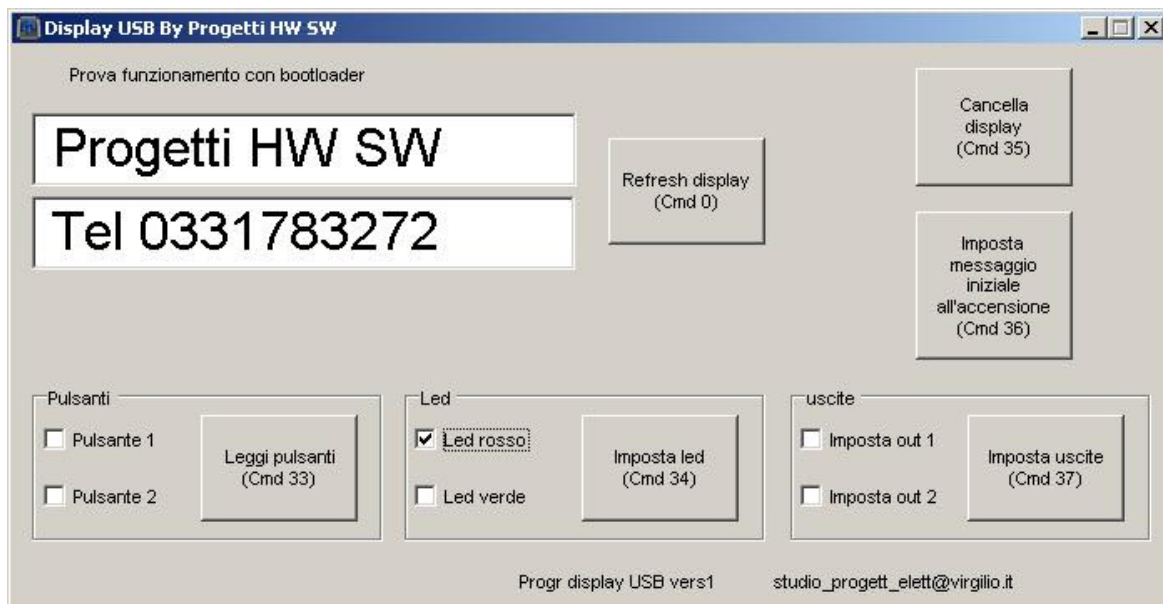 Display USB By Progetti HW SW
Prova funzionamento con bootloader
Progetti HW SW
Tel 0331783272
Refresh display
(Cmd 0)
Cancella
display
(Cmd 35)
Imposta
messaggio
iniziale
all'accensione
(Cmd 36)
Pulsanti
Pulsante 1
Pulsante 2
Leggi pulsanti
(Cmd 33)
Led
Led rosso
Led verde
Imposta led
(Cmd 34)
uscite
Imposta out 1
Imposta out 2
Imposta uscite
(Cmd 37)
Progr display USB vers1
studio_progett_elett@virgilio.it